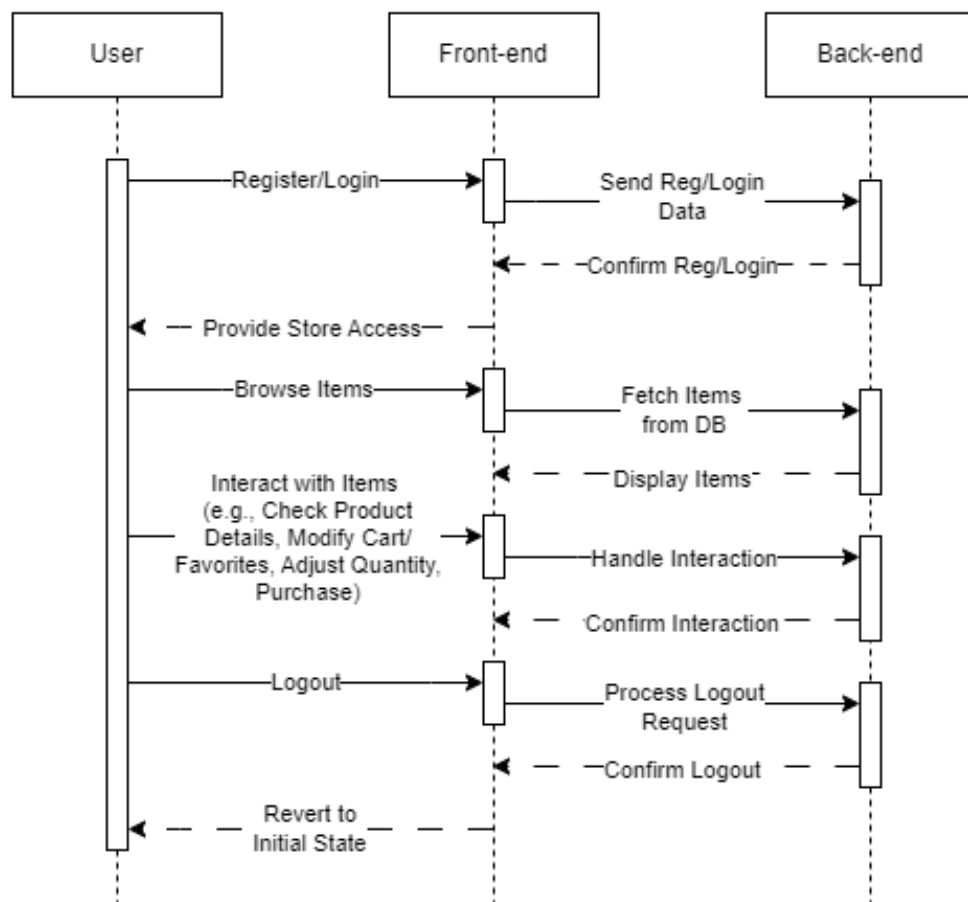 User
Front-end
Back-end
Register/Login
Send Reg/Login
Data
Confirm Reg/Login
Provide Store Access
Browse Items
Fetch Items
from DB
Display Items
Interact with Items
(e.g., Check Product
Details, Modify Cart/
Favorites, Adjust Quantity,
Purchase)
Handle Interaction
Confirm Interaction
Logout
Process Logout
Request
Confirm Logout
Revert to
Initial State